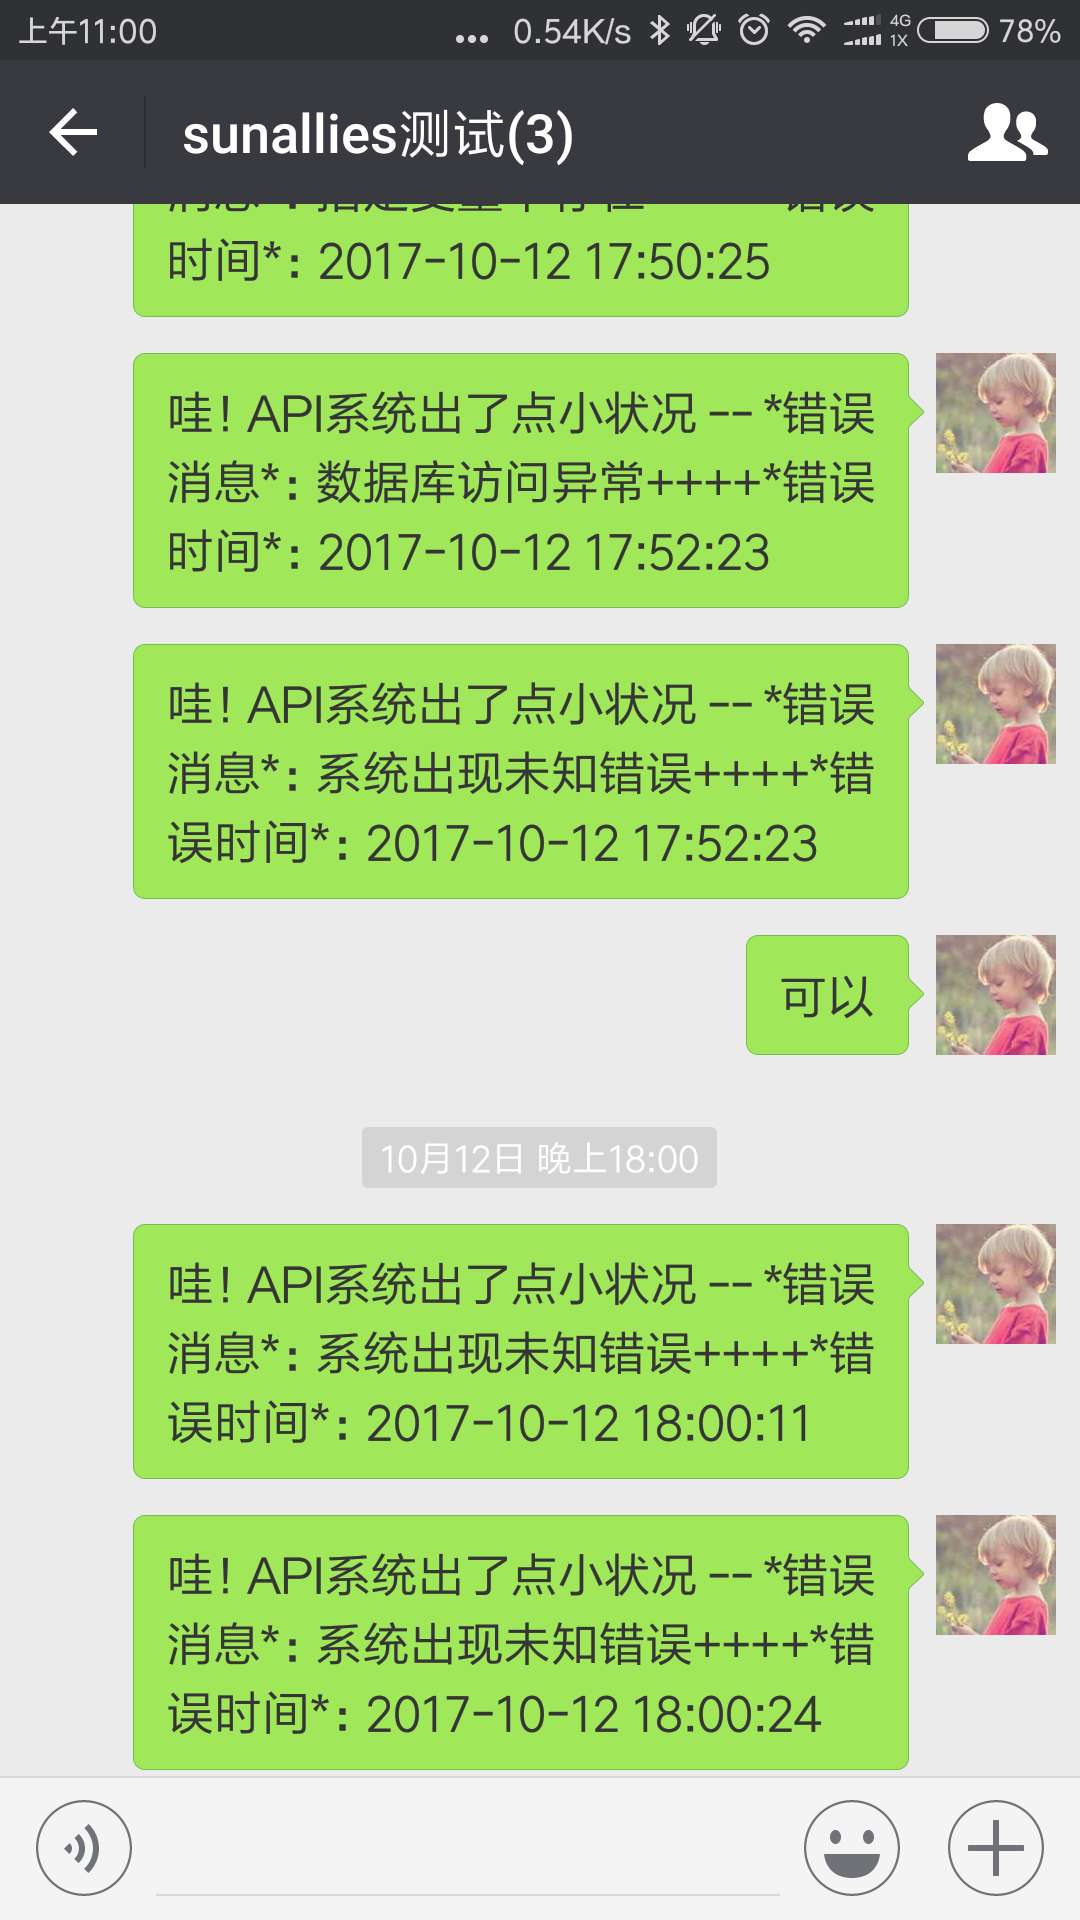 上午11:00
... 0.54K/s 4G 1X 78%
sunallies测试(3)
时间*: 2017-10-12 17:50:25
哇! API系统出了点小状况 -- *错误
消息*: 数据库访问异常++++*错误
时间*: 2017-10-12 17:52:23
哇! API系统出了点小状况 -- *错误
消息*: 系统出现未知错误++++*错
误时间*: 2017-10-12 17:52:23
可以
10月12日 晚上18:00
哇! API系统出了点小状况 -- *错误
消息*: 系统出现未知错误++++*错
误时间*: 2017-10-12 18:00:11
哇! API系统出了点小状况 -- *错误
消息*: 系统出现未知错误++++*错
误时间*: 2017-10-12 18:00:24